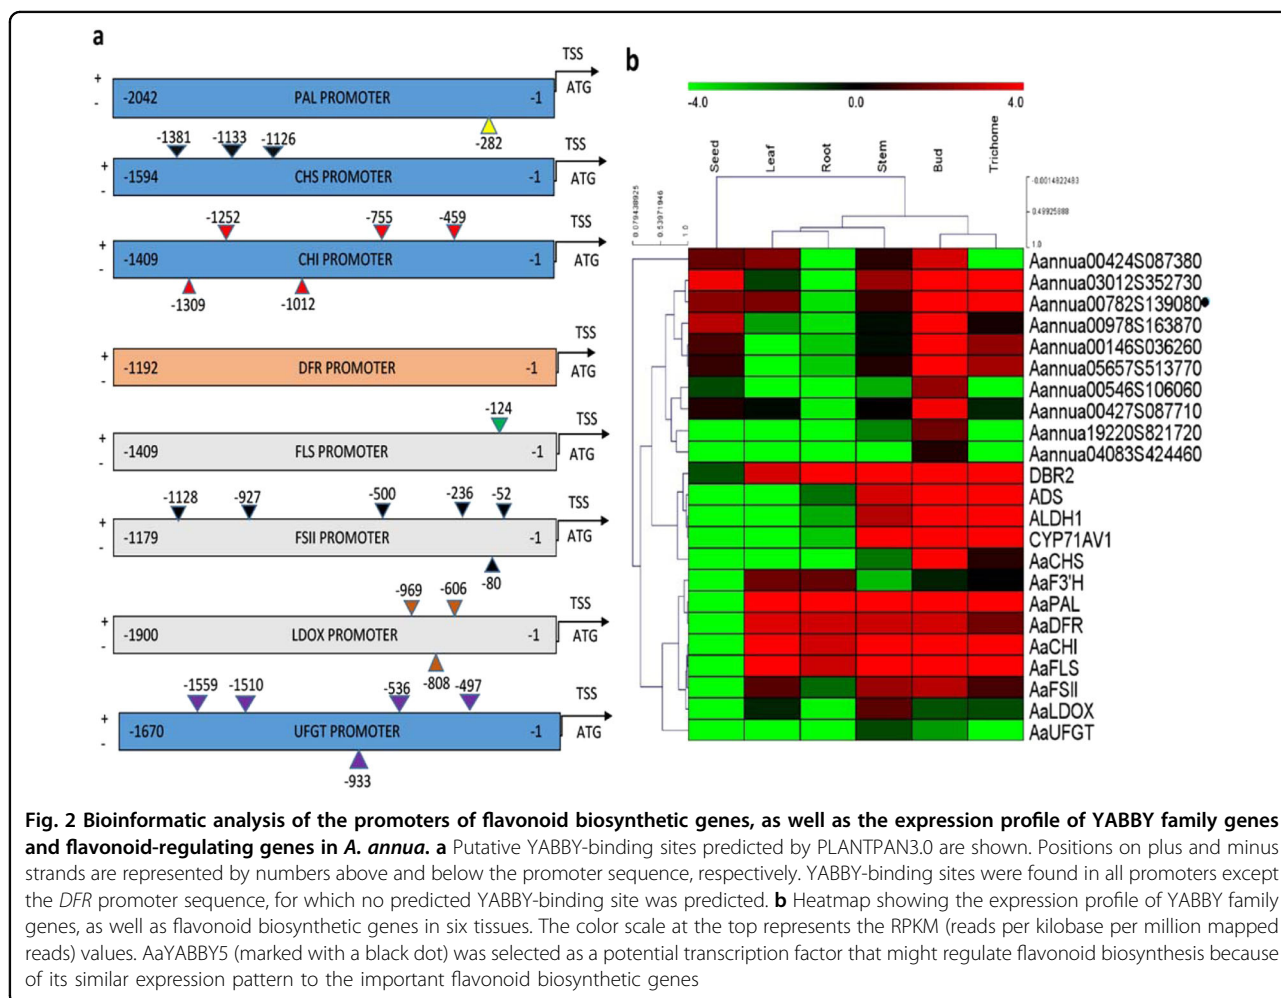 a
TSS
+
-2042 PAL PROMOTER -1
ATG
-
-282
-1381 -1133 -1126
TSS
+
-1594 CHS PROMOTER -1
ATG
-
-1252 -755 -459
TSS
+
-1409 CHI PROMOTER -1
ATG
-
-1309 -1012
TSS
+
-1192 DFR PROMOTER -1
ATG
-
-124
TSS
+
-1409 FLS PROMOTER -1
ATG
-
-1128 -927 -500 -236 -52
TSS
+
-1179 FSII PROMOTER -1
ATG
-
-80
-969 -606
TSS
+
-1900 LDOX PROMOTER -1
ATG
-
-808
-1559 -1510 -536 -497
TSS
+
-1670 UFGT PROMOTER -1
ATG
-
-933
b
-4.0 0.0 4.0
Seed Leaf Root Stem Bud Trichome
-0.0014822483
0.49925888
1.0
0.079438925 0.53971946 1.0
Aannua00424S087380
Aannua03012S352730
Aannua00782S139080
Aannua00978S163870
Aannua00146S036260
Aannua05657S513770
Aannua00546S106060
Aannua00427S087710
Aannua19220S821720
Aannua04083S424460
DBR2
ADS
ALDH1
CYP71AV1
AaCHS
AaF3'H
AaPAL
AaDFR
AaCHI
AaFLS
AaFSII
AaLDOX
AaUFGT
Fig. 2 Bioinformatic analysis of the promoters of flavonoid biosynthetic genes, as well as the expression profile of YABBY family genes
and flavonoid-regulating genes in A. annua. a Putative YABBY-binding sites predicted by PLANTPAN3.0 are shown. Positions on plus and minus
strands are represented by numbers above and below the promoter sequence, respectively. YABBY-binding sites were found in all promoters except
the DFR promoter sequence, for which no predicted YABBY-binding site was predicted. b Heatmap showing the expression profile of YABBY family
genes, as well as flavonoid biosynthetic genes in six tissues. The color scale at the top represents the RPKM (reads per kilobase per million mapped
reads) values. AaYABBY5 (marked with a black dot) was selected as a potential transcription factor that might regulate flavonoid biosynthesis because
of its similar expression pattern to the important flavonoid biosynthetic genes